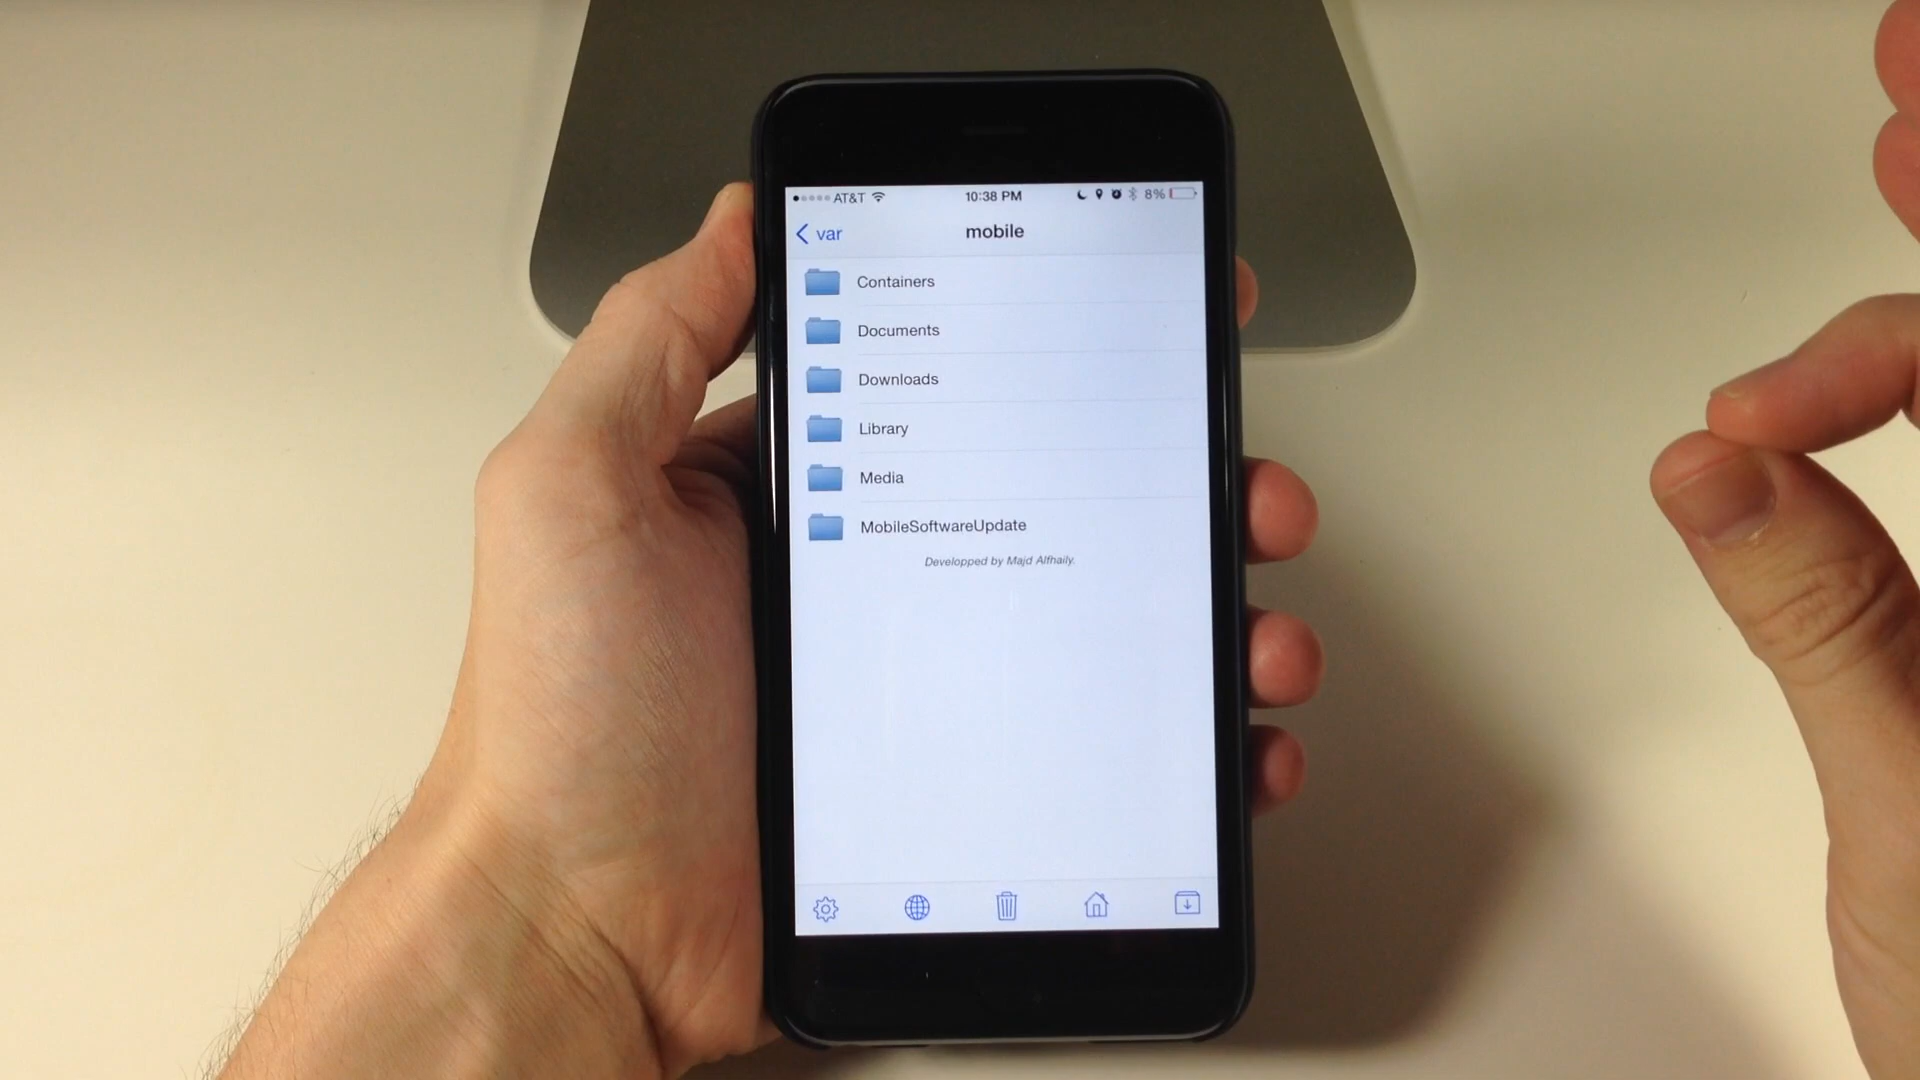 AT&T 10:38 PM 8%
var mobile
Containers
Documents
Downloads
Library
Media
MobileSoftwareUpdate
Developped by Majd Alfhaily.